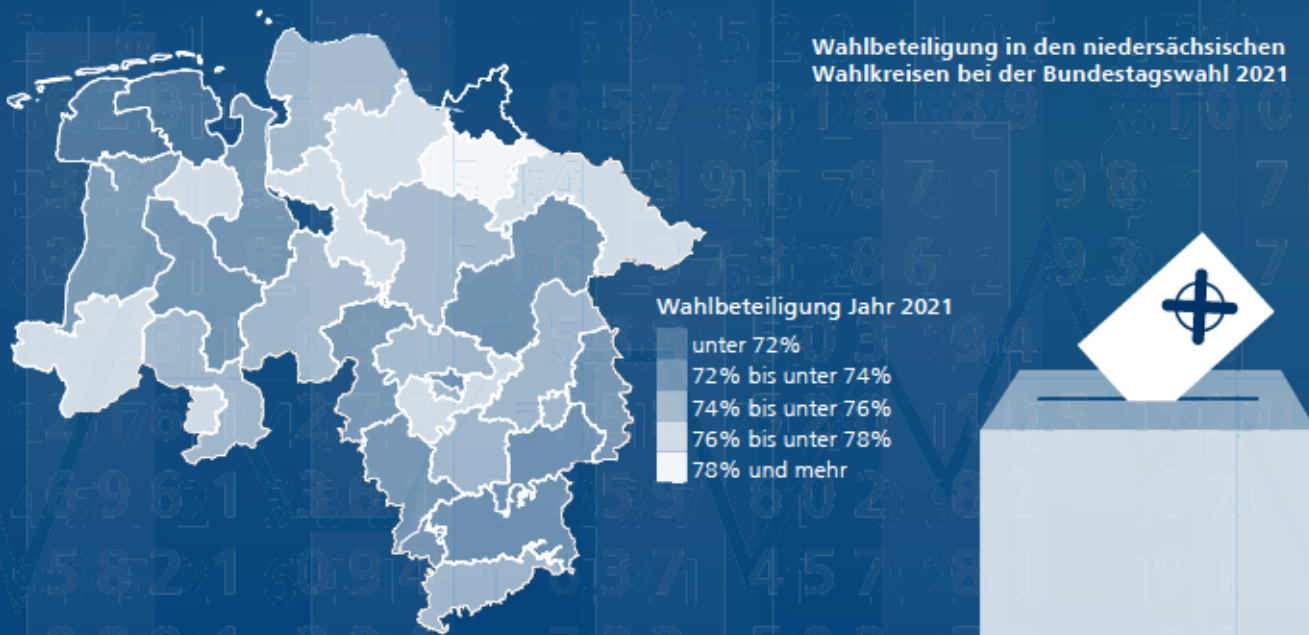 Wahlbeteiligung in den niedersächsischen
Wahlkreisen bei der Bundestagswahl 2021
Wahlbeteiligung Jahr 2021
unter 72%
72% bis unter 74%
74% bis unter 76%
76% bis unter 78%
78% und mehr